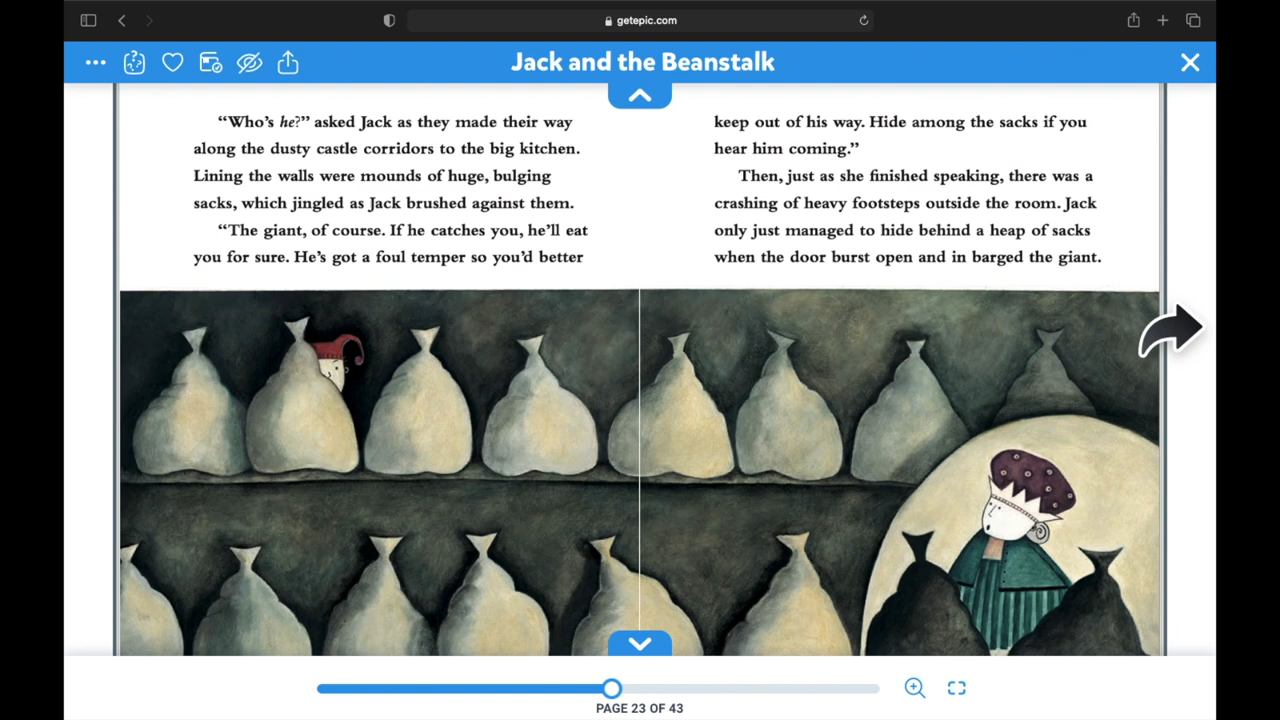 getepic.com
Jack and the Beanstalk
“Who’s he?” asked Jack as they made their way
along the dusty castle corridors to the big kitchen.
Lining the walls were mounds of huge, bulging
sacks, which jingled as Jack brushed against them.
“The giant, of course. If he catches you, he’ll eat
you for sure. He’s got a foul temper so you’d better
keep out of his way. Hide among the sacks if you
hear him coming.”
Then, just as she finished speaking, there was a
crashing of heavy footsteps outside the room. Jack
only just managed to hide behind a heap of sacks
when the door burst open and in barged the giant.
PAGE 23 OF 43